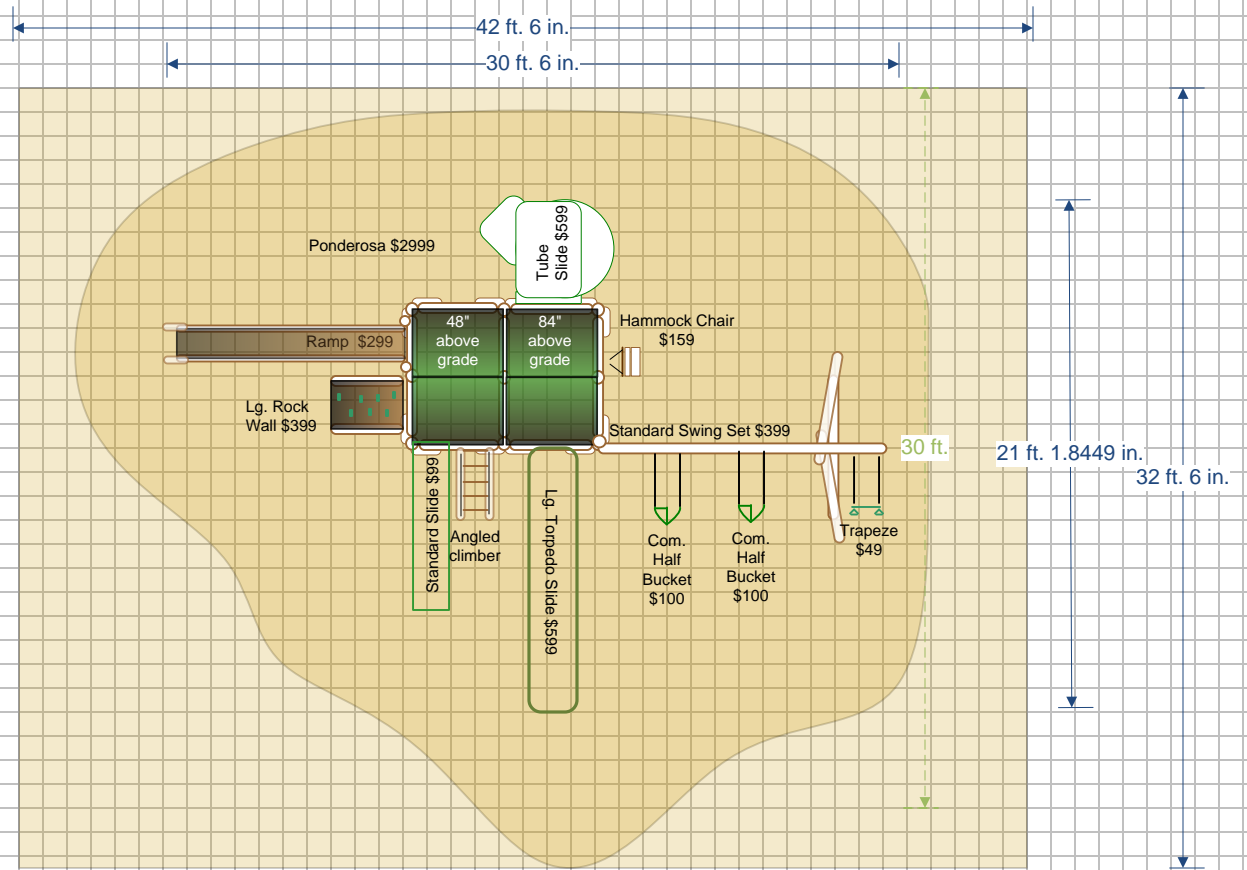 42 ft. 6 in.
30 ft. 6 in.
Tube
Slide $599
Ponderosa $2999
48"
above
grade
84"
above
grade
Hammock Chair
$159
Ramp $299
Lg. Rock
Wall $399
Standard Swing Set $399
30 ft.
21 ft. 1.8449 in.
32 ft. 6 in.
Standard Slide $99
Angled
climber
Lg. Torpedo Slide $599
Com.
Half
Bucket
$100
Com.
Half
Bucket
$100
Trapeze
$49